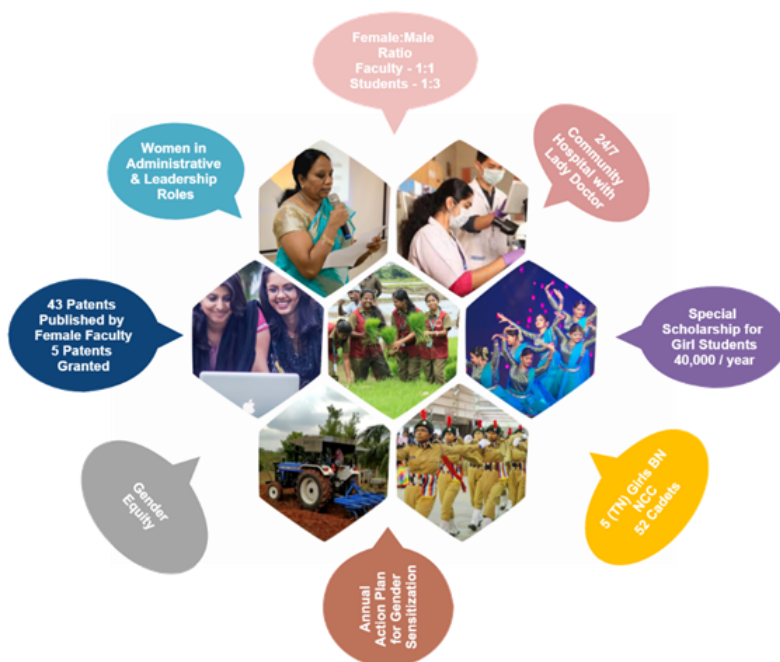 Female:Male
Ratio
Faculty - 1:1
Students - 1:3
24/7
Community
Hospital with
Lady Doctor
Women in
Administrative
& Leadership
Roles
43 Patents
Published by
Female Faculty
5 Patents
Granted
Special
Scholarship for
Girl Students
40,000 / year
Gender
Equity
5 (TN) Girls BN
NCC
52 Cadets
Annual
Action Plan
for Gender
Sensitization